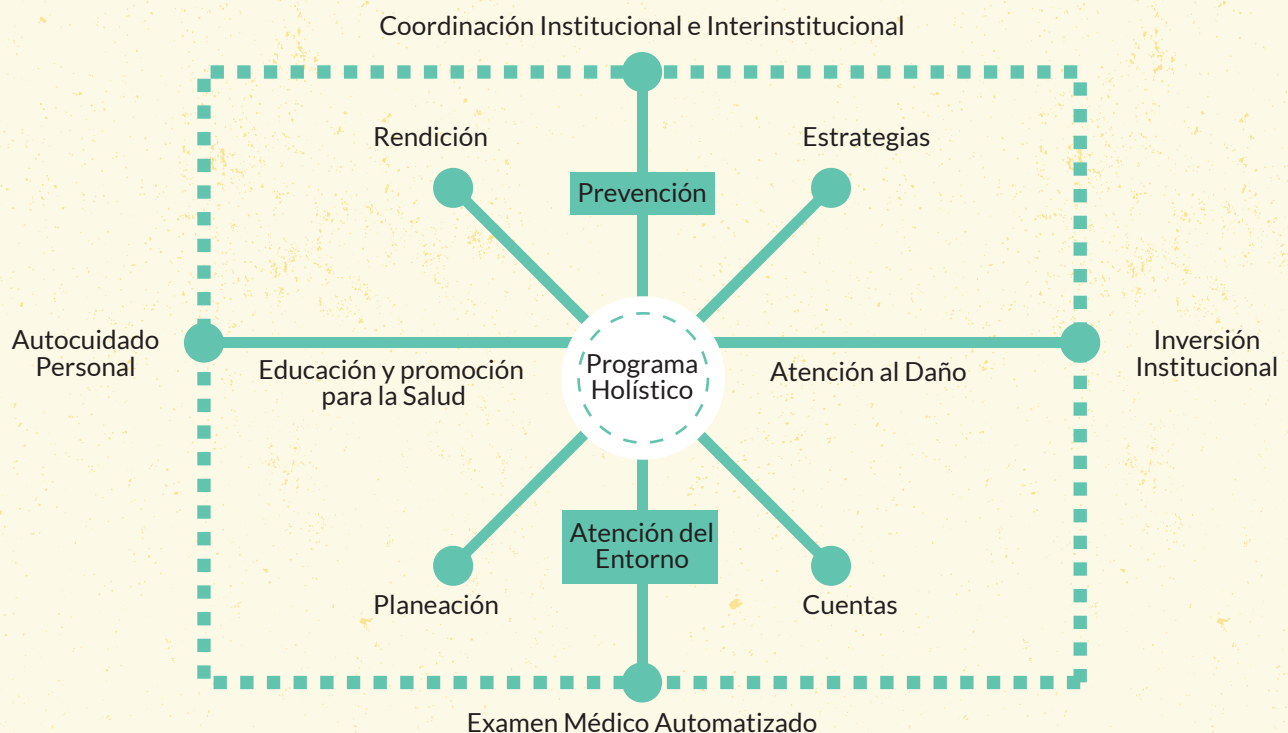 Coordinación Institucional e Interinstitucional
Rendición
Estrategias
Prevención
Autocuidado
Personal
Educación y promoción
para la Salud
Programa
Holístico
Atención al Daño
Inversión
Institucional
Atención del
Entorno
Planeación
Cuentas
Examen Médico Automatizado